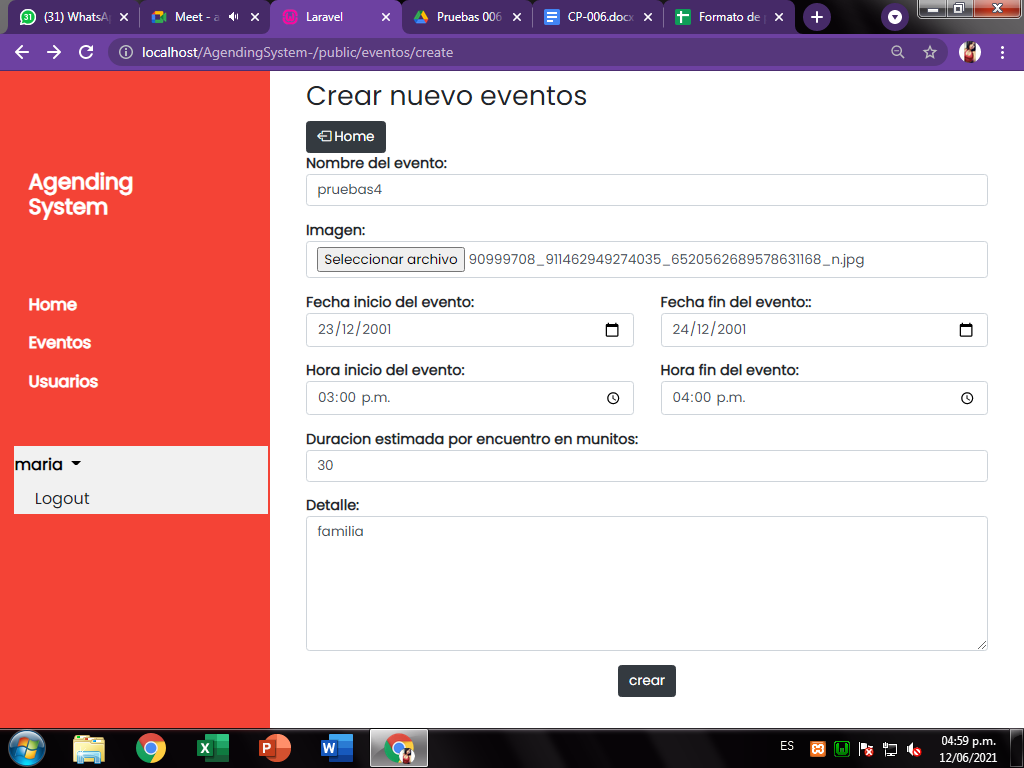 (31) WhatsA
Meet - a
Laravel
Pruebas 006
CP-006.docx
Formato de
localhost/AgendingSystem-/public/eventos/create
Crear nuevo eventos
Home
Nombre del evento:
pruebas4
Imagen:
Seleccionar archivo 90999708_911462949274035_6520562689578631168_n.jpg
Fecha inicio del evento: Fecha fin del evento::
23/12/2001 24/12/2001
Hora inicio del evento: Hora fin del evento:
03:00 p.m. 04:00 p.m.
Duracion estimada por encuentro en munitos:
30
Detalle:
familia
crear
Agending
System
Home
Eventos
Usuarios
maria
Logout
ES
04:59 p.m.
12/06/2021